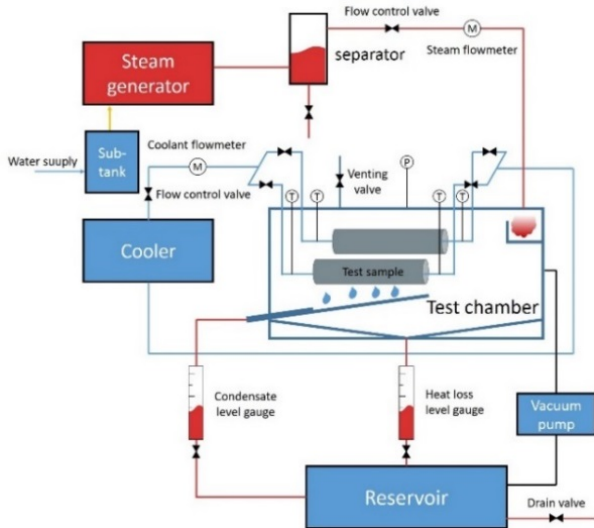 Flow control valve
M
Steam flowmeter
separator
Steam
generator
Coolant flowmeter
M
Water suuply
Sub-
tank
Flow control valve
Venting
valve
P
T
T
T
T
Cooler
Test sample
Test chamber
Condensate
level gauge
Heat loss
level gauge
Vacuum
pump
Reservoir
Drain valve